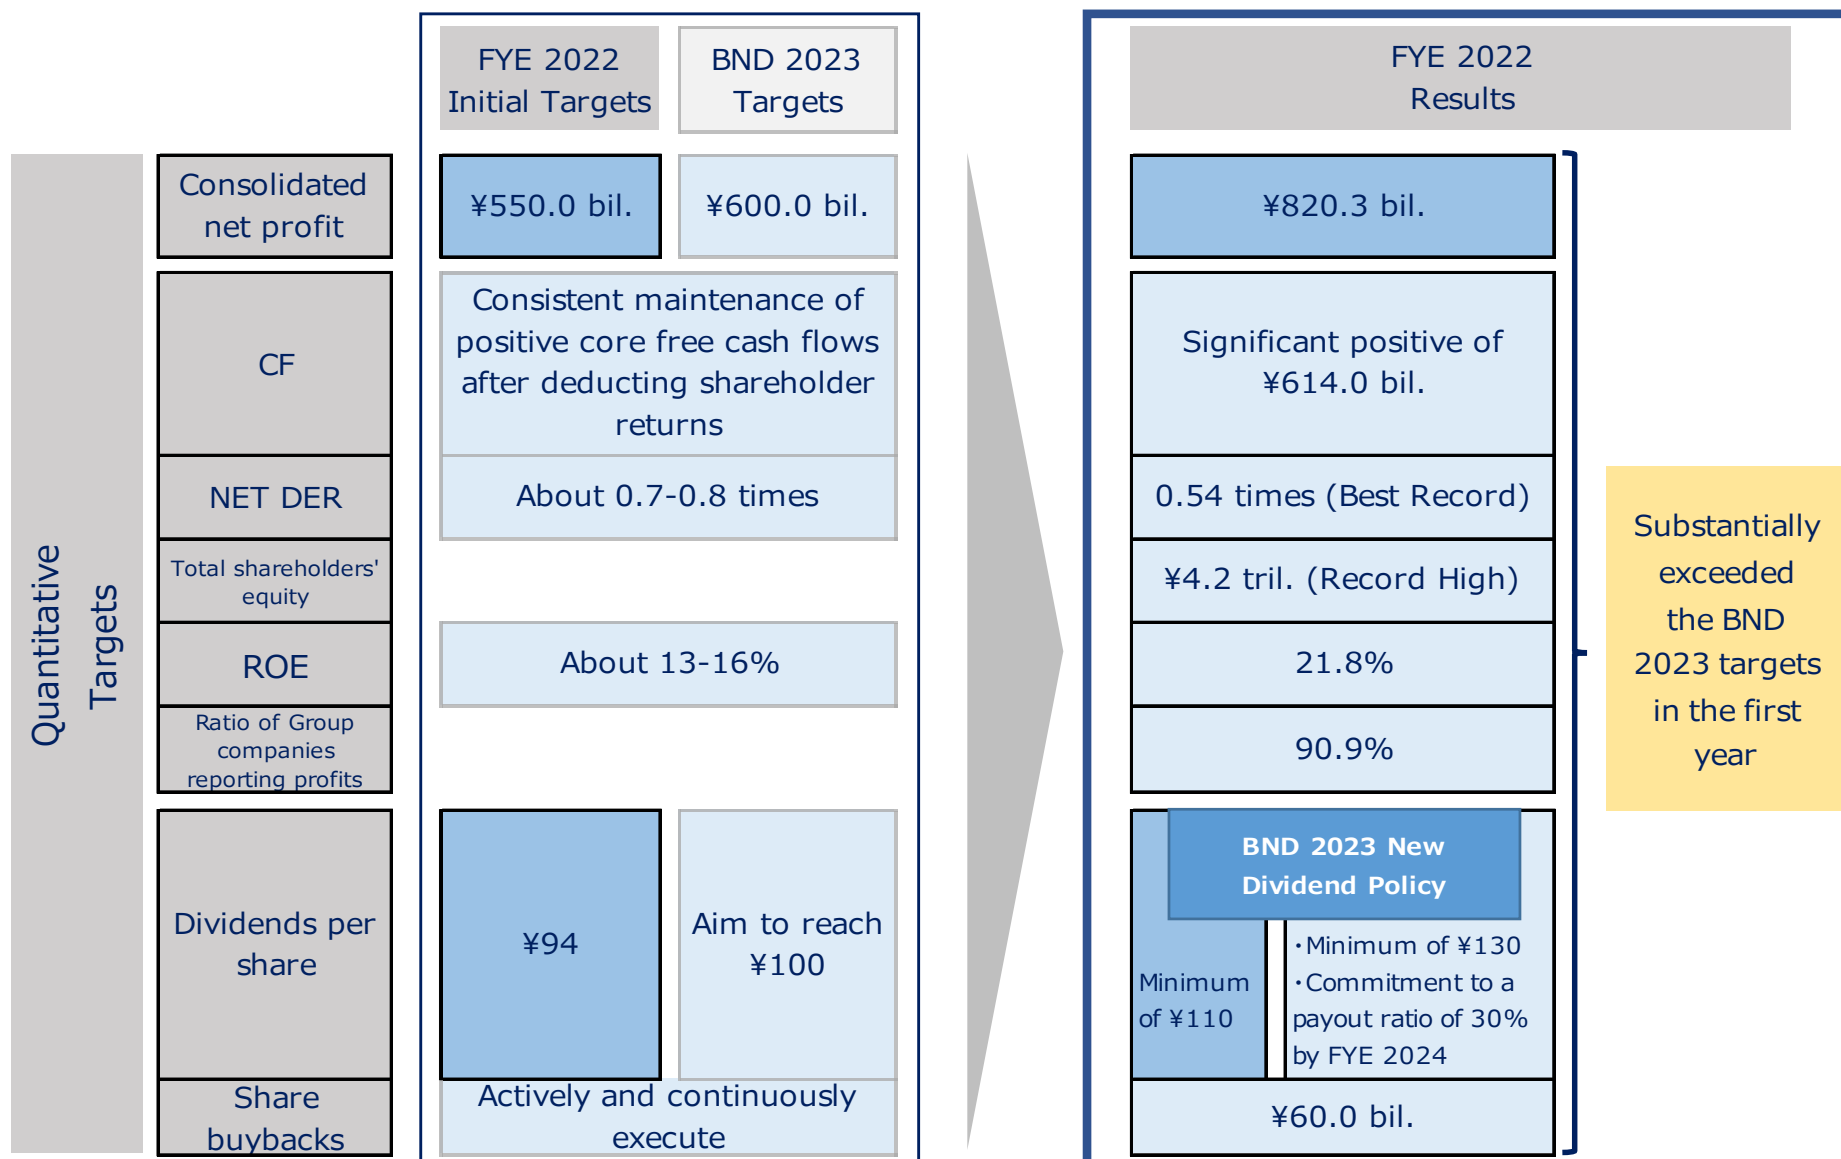 FYE 2022
Initial Targets
BND 2023
Targets
FYE 2022
Results
Quantitative
Targets
Consolidated
net profit
¥550.0 bil.
¥600.0 bil.
¥820.3 bil.
CF
Consistent maintenance of
positive core free cash flows
after deducting shareholder
returns
Significant positive of
¥614.0 bil.
NET DER
About 0.7-0.8 times
0.54 times (Best Record)
Total shareholders'
equity
¥4.2 tril. (Record High)
ROE
About 13-16%
21.8%
Ratio of Group
companies
reporting profits
90.9%
Dividends per
share
¥94
Aim to reach
¥100
BND 2023 New
Dividend Policy
Minimum
of ¥110
・Minimum of ¥130
・Commitment to a
payout ratio of 30%
by FYE 2024
Share
buybacks
Actively and continuously
execute
¥60.0 bil.
Substantially
exceeded
the BND
2023 targets
in the first
year